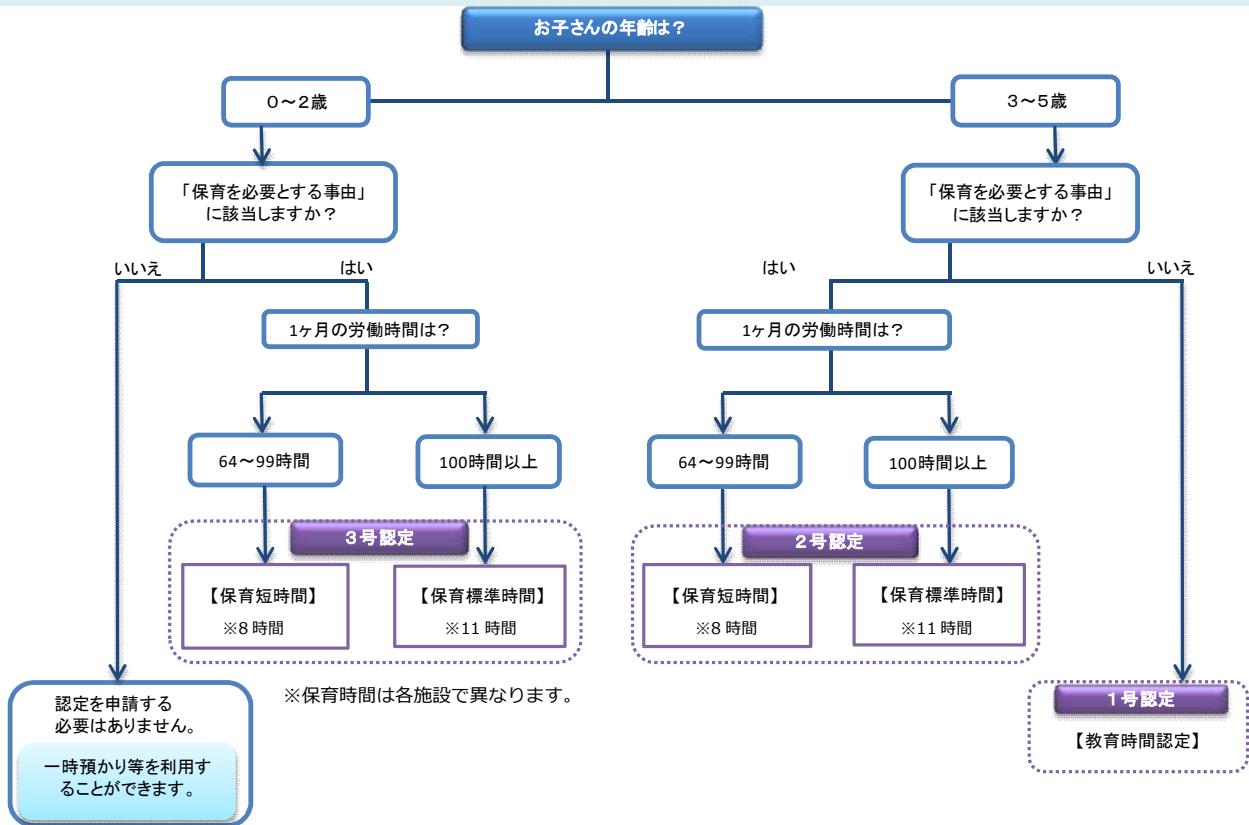 お子さんの年齢は？
０～２歳
３～５歳
「保育を必要とする事由」
に該当しますか？
「保育を必要とする事由」
に該当しますか？
いいえ
はい
はい
いいえ
1ヶ月の労働時間は？
1ヶ月の労働時間は？
64～99時間
100時間以上
64～99時間
100時間以上
３号認定
２号認定
【保育短時間】
※8 時間
【保育標準時間】
※11 時間
【保育短時間】
※8 時間
【保育標準時間】
※11 時間
認定を申請する
必要はありません。
一時預かり等を利用す
ることができます。
※保育時間は各施設で異なります。
１号認定
【教育時間認定】